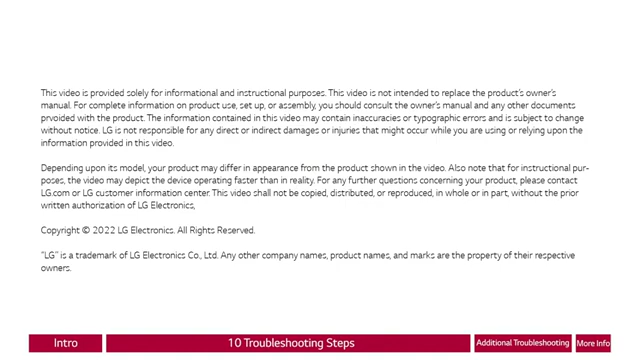 This video is provided solely for informational and instructional purposes. This video is not intended to replace the product's owner's
manual. For complete information on product use, set up, or assembly, you should consult the owner's manual and any other documents
prvoided with the product. The information contained in this video may contain inaccuracies or typographic errors and is subject to change
without notice. LG is not responsible for any direct or indirect damages or injuries that might occur while you are using or relying upon the
information provided in this video.
Depending upon its model, your product may differ in appearance from the product shown in the video. Also note that for instructional pur-
poses, the video may depict the device operating faster than in reality. For any further questions concerning your product, please contact
LG.com or LG customer information center. This video shall not be copied, distributed, or reproduced, in whole or in part, without the prior
written authorization of LG Electronics,
Copyright © 2022 LG Electronics. All Rights Reserved.
"LG" is a trademark of LG Electronics Co., Ltd. Any other company names, product names, and marks are the property of their respective
owners.
Intro
10 Troubleshooting Steps
Additional Troubleshooting
More Info